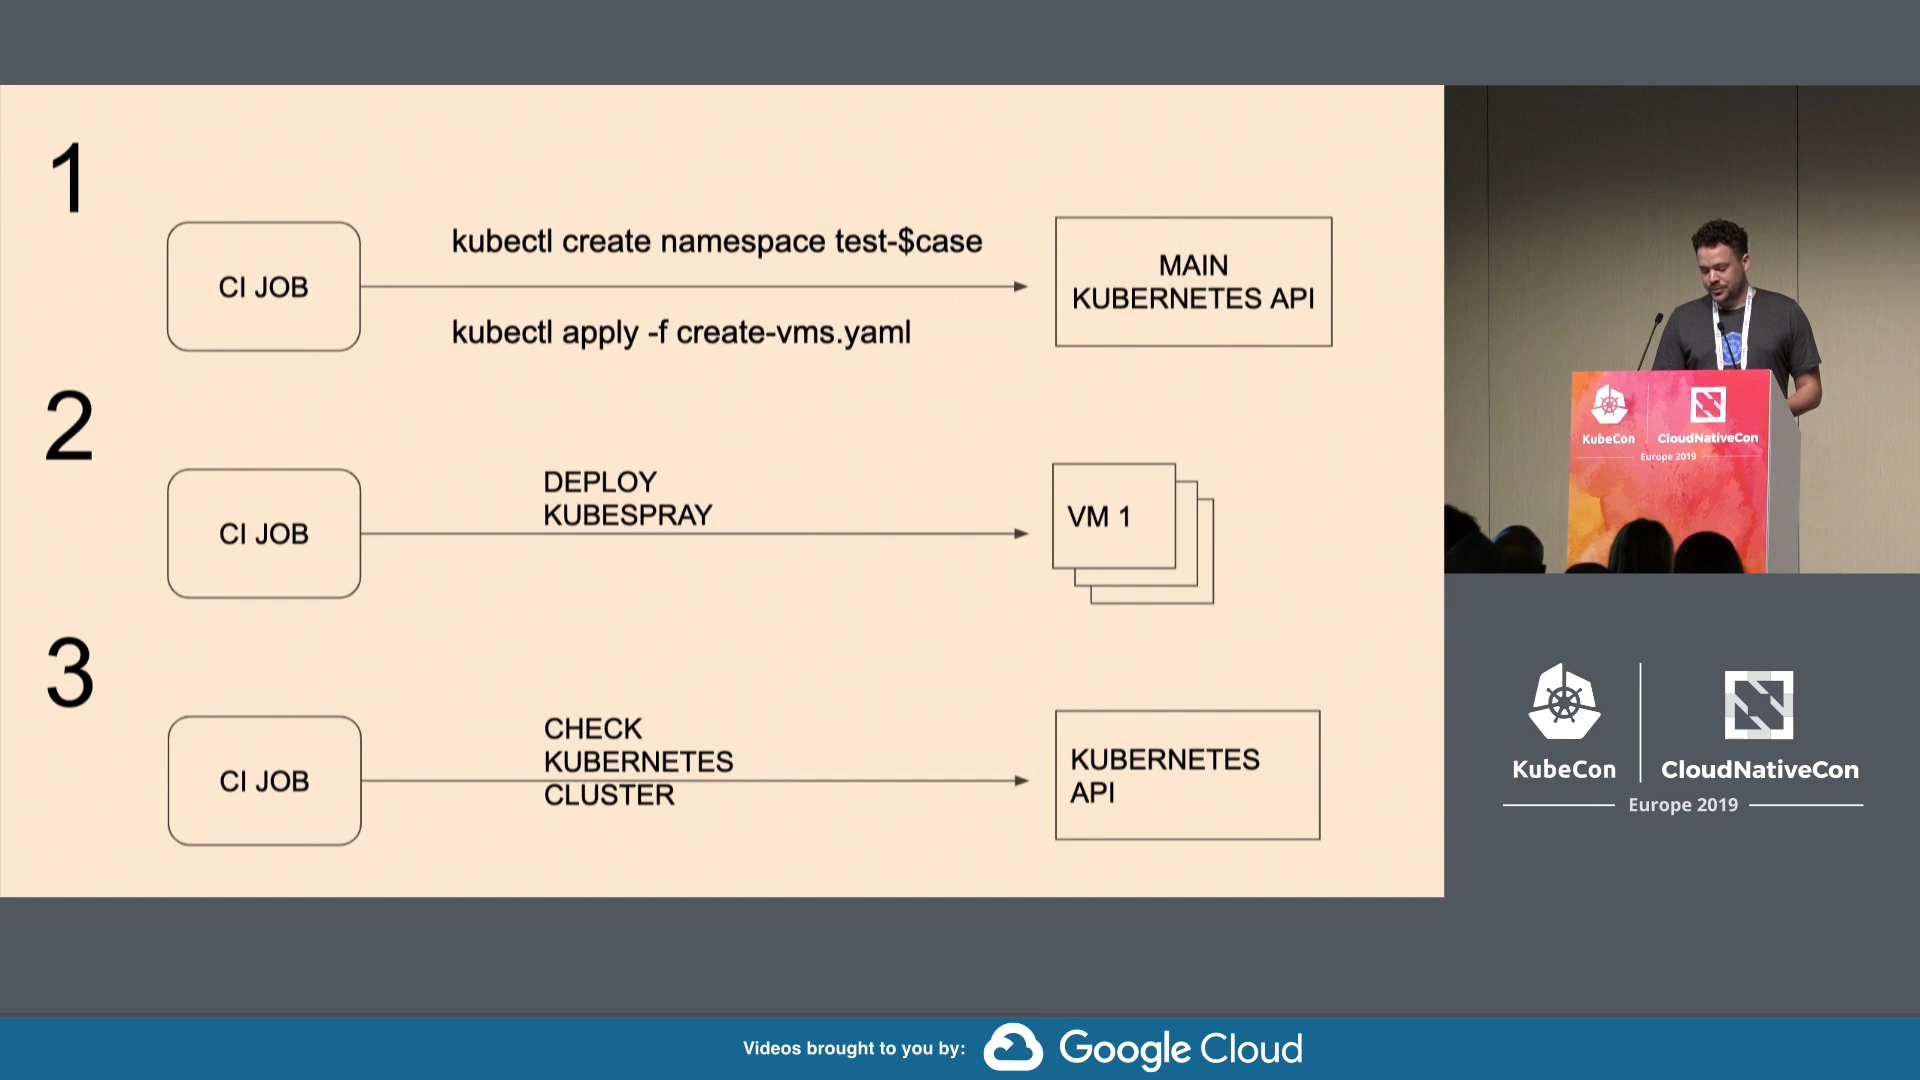 1
CI JOB
kubectl create namespace test-$case
kubectl apply -f create-vms.yaml
MAIN
KUBERNETES API
2
CI JOB
DEPLOY
KUBESPRAY
VM 1
3
CI JOB
CHECK
KUBERNETES
CLUSTER
KUBERNETES
API
KubeCon
CloudNativeCon
Europe 2019
KubeCon
CloudNativeCon
Europe 2019
Videos brought to you by:
Google Cloud